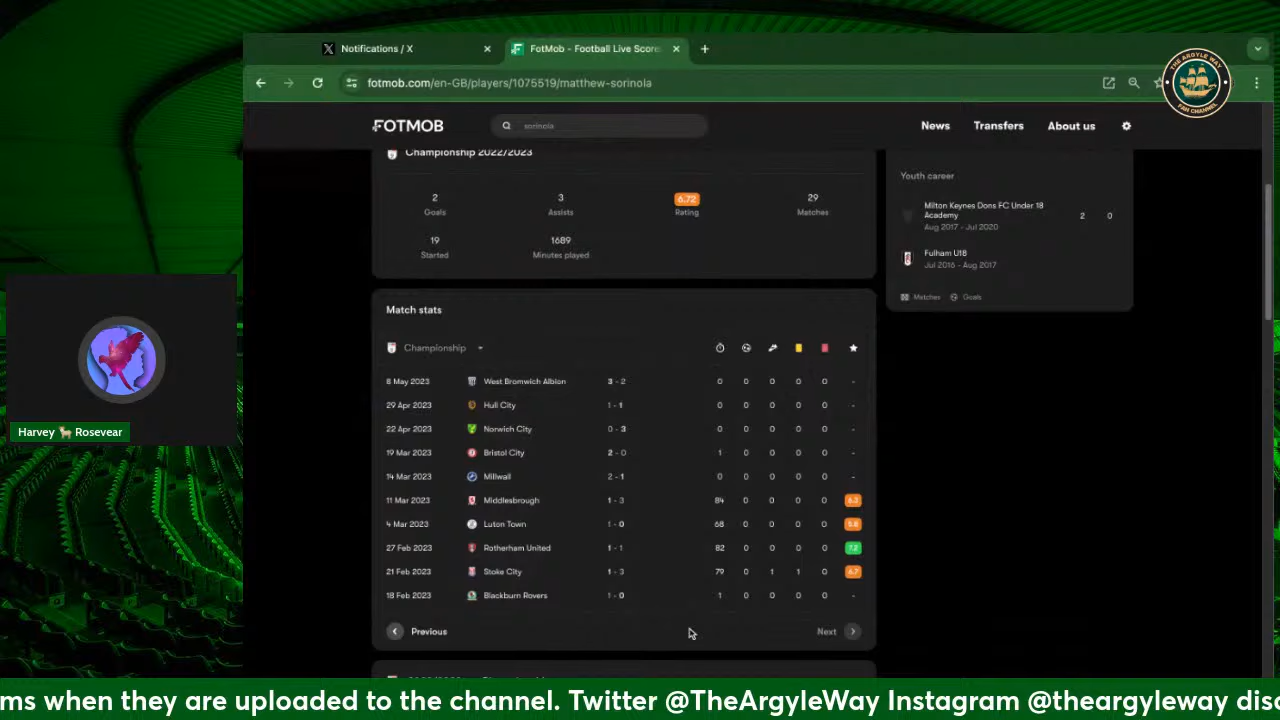 Notifications / X
FotMob - Football Live Score
fotmob.com/en-GB/players/1075519/matthew-sorinola
THE ARGYLE WAY
FAN CHANNEL
FOTMOB
sorinola
News
Transfers
About us
Championship 2022/2023
2 3 6.72 29
Goals Assists Rating Matches
19 1689
Started Minutes played
Youth career
Milton Keynes Dons FC Under 18 Academy 2 0
Aug 2017 - Jul 2020
Fulham U18
Jul 2016 - Aug 2017
Matches Goals
Match stats
Championship
8 May 2023 West Bromwich Albion 3 - 2 0 0 0 0 0 -
29 Apr 2023 Hull City 1 - 1 0 0 0 0 0 -
22 Apr 2023 Norwich City 0 - 3 0 0 0 0 0 -
19 Mar 2023 Bristol City 2 - 0 1 0 0 0 0 -
14 Mar 2023 Millwall 2 - 1 0 0 0 0 0 -
11 Mar 2023 Middlesbrough 1 - 3 84 0 0 0 0
4 Mar 2023 Luton Town 1 - 0 68 0 0 0 0 5.8
27 Feb 2023 Rotherham United 1 - 1 82 0 0 0 0 7.2
21 Feb 2023 Stoke City 1 - 3 79 0 1 1 0 6.7
18 Feb 2023 Blackburn Rovers 1 - 0 1 0 0 0 0 -
Previous
Next
Harvey 🐐 Rosevear
ms when they are uploaded to the channel. Twitter @TheArgyleWay Instagram @theargyleway disc